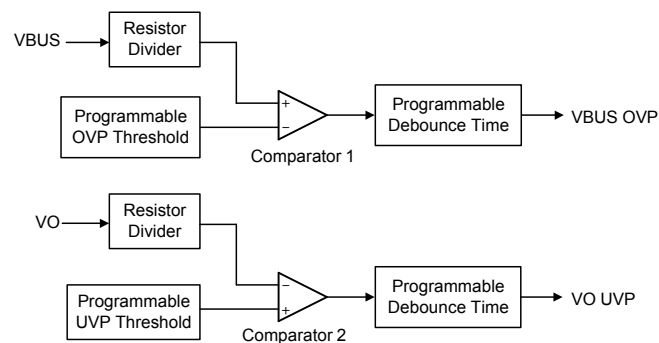 VBUS
Resistor
Divider
Programmable
OVP Threshold
+
−
Comparator 1
Programmable
Debounce Time
VBUS OVP
VO
Resistor
Divider
Programmable
UVP Threshold
−
+
Comparator 2
Programmable
Debounce Time
VO UVP